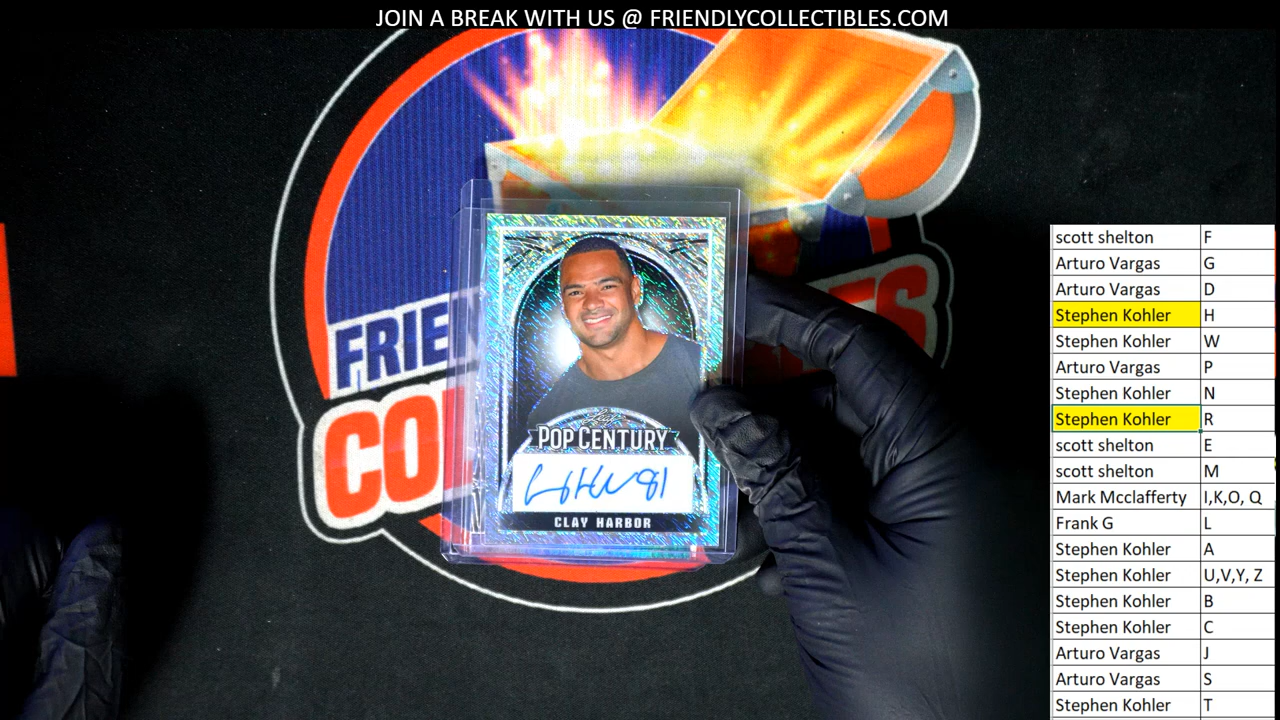 JOIN A BREAK WITH US @ FRIENDLYCOLLECTIBLES.COM
Leaf
POP CENTURY
CLAY HARBOR
scott shelton F
Arturo Vargas G
Arturo Vargas D
Stephen Kohler H
Stephen Kohler W
Arturo Vargas P
Stephen Kohler N
Stephen Kohler R
scott shelton E
scott shelton M
Mark Mcclafferty I,K,O, Q
Frank G L
Stephen Kohler A
Stephen Kohler U,V,Y, Z
Stephen Kohler B
Stephen Kohler C
Arturo Vargas J
Arturo Vargas S
Stephen Kohler T